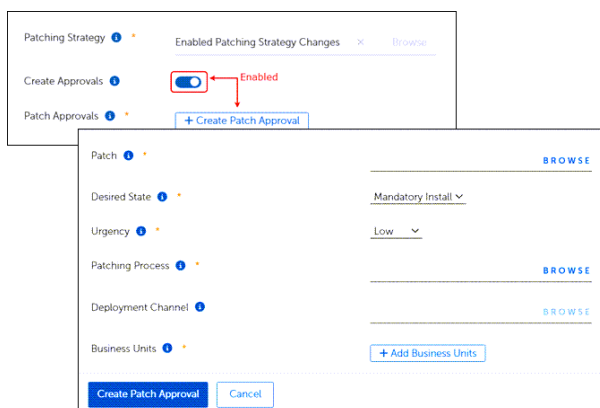 Patching Strategy i * Enabled Patching Strategy Changes × Browse
Create Approvals i Enabled
Patch Approvals i * + Create Patch Approval
Patch i * BROWSE
Desired State i * Mandatory Install
Urgency i * Low
Patching Process i * BROWSE
Deployment Channel i BROWSE
Business Units i * + Add Business Units
Create Patch Approval Cancel